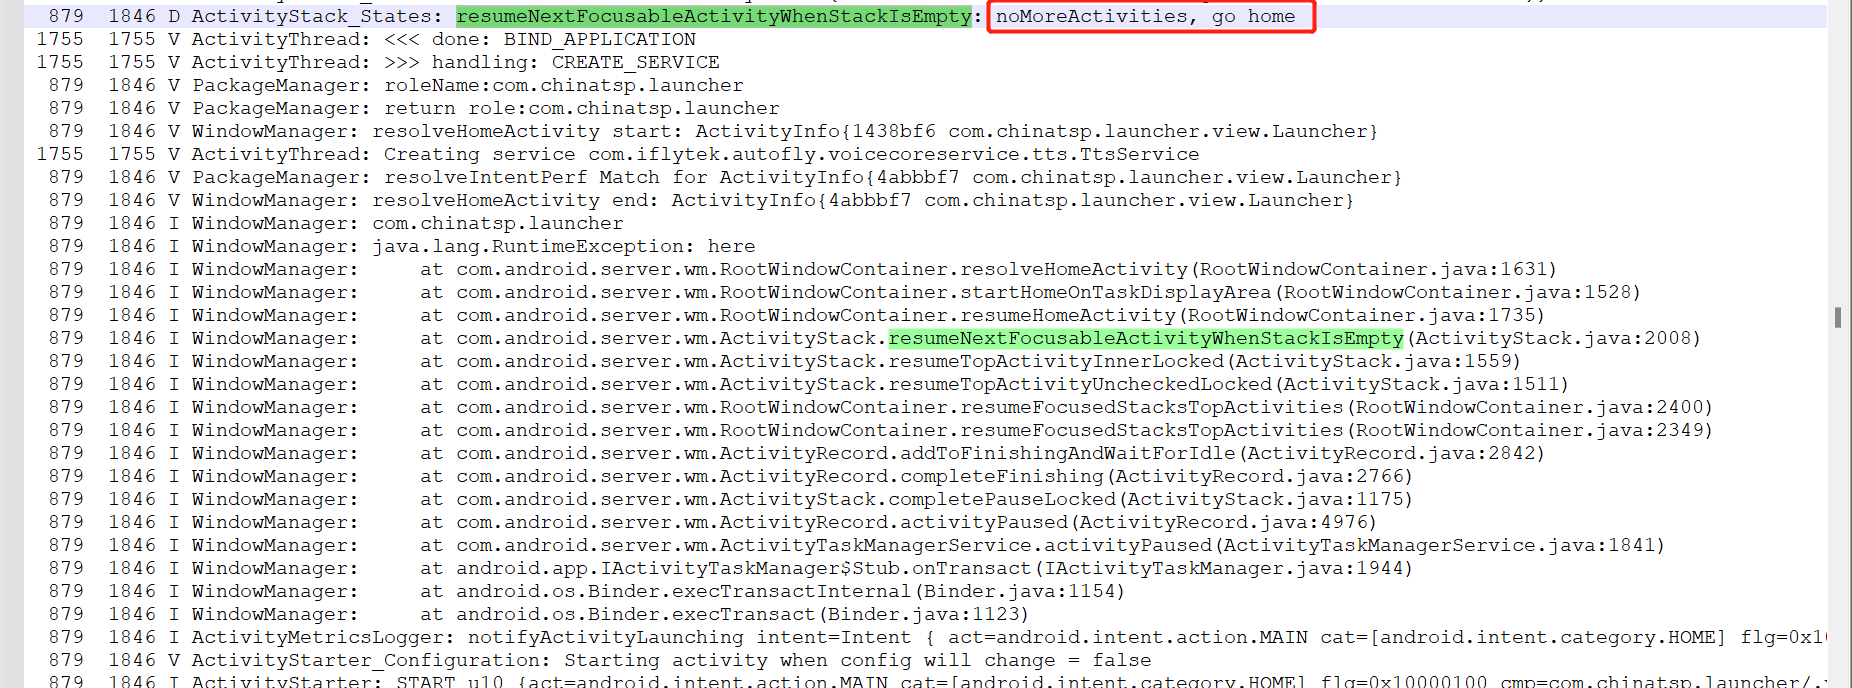 879 1846 D ActivityStack_States: resumeNextFocusableActivityWhenStackIsEmpty: noMoreActivities, go home
1755 1755 V ActivityThread: <<< done: BIND_APPLICATION
1755 1755 V ActivityThread: >>> handling: CREATE_SERVICE
879 1846 V PackageManager: roleName:com.chinatsp.launcher
879 1846 V PackageManager: return role:com.chinatsp.launcher
879 1846 V WindowManager: resolveHomeActivity start: ActivityInfo{1438bf6 com.chinatsp.launcher.view.Launcher}
1755 1755 V ActivityThread: Creating service com.iflytek.autofly.voicecoreservice.tts.TtsService
879 1846 V PackageManager: resolveIntentPerf Match for ActivityInfo{4abbbf7 com.chinatsp.launcher.view.Launcher}
879 1846 V WindowManager: resolveHomeActivity end: ActivityInfo{4abbbf7 com.chinatsp.launcher.view.Launcher}
879 1846 I WindowManager: com.chinatsp.launcher
879 1846 I WindowManager: java.lang.RuntimeException: here
879 1846 I WindowManager: at com.android.server.wm.RootWindowContainer.resolveHomeActivity(RootWindowContainer.java:1631)
879 1846 I WindowManager: at com.android.server.wm.RootWindowContainer.startHomeOnTaskDisplayArea(RootWindowContainer.java:1528)
879 1846 I WindowManager: at com.android.server.wm.RootWindowContainer.resumeHomeActivity(RootWindowContainer.java:1735)
879 1846 I WindowManager: at com.android.server.wm.ActivityStack.resumeNextFocusableActivityWhenStackIsEmpty(ActivityStack.java:2008)
879 1846 I WindowManager: at com.android.server.wm.ActivityStack.resumeTopActivityInnerLocked(ActivityStack.java:1559)
879 1846 I WindowManager: at com.android.server.wm.ActivityStack.resumeTopActivityUncheckedLocked(ActivityStack.java:1511)
879 1846 I WindowManager: at com.android.server.wm.RootWindowContainer.resumeFocusedStacksTopActivities(RootWindowContainer.java:2400)
879 1846 I WindowManager: at com.android.server.wm.RootWindowContainer.resumeFocusedStacksTopActivities(RootWindowContainer.java:2349)
879 1846 I WindowManager: at com.android.server.wm.ActivityRecord.addToFinishingAndWaitForIdle(ActivityRecord.java:2842)
879 1846 I WindowManager: at com.android.server.wm.ActivityRecord.completeFinishing(ActivityRecord.java:2766)
879 1846 I WindowManager: at com.android.server.wm.ActivityStack.completePauseLocked(ActivityStack.java:1175)
879 1846 I WindowManager: at com.android.server.wm.ActivityRecord.activityPaused(ActivityRecord.java:4976)
879 1846 I WindowManager: at com.android.server.wm.ActivityTaskManagerService.activityPaused(ActivityTaskManagerService.java:1841)
879 1846 I WindowManager: at android.app.IActivityTaskManager$Stub.onTransact(IActivityTaskManager.java:1944)
879 1846 I WindowManager: at android.os.Binder.execTransactInternal(Binder.java:1154)
879 1846 I WindowManager: at android.os.Binder.execTransact(Binder.java:1123)
879 1846 I ActivityMetricsLogger: notifyActivityLaunching intent=Intent { act=android.intent.action.MAIN cat=[android.intent.category.HOME] flg=0x10
879 1846 V ActivityStarter_Configuration: Starting activity when config will change = false
879 1846 I ActivityStarter: START u10 {act=android.intent.action.MAIN cat=[android.intent.category.HOME] flg=0x10000100 cmp=com.chinatsp.launcher/.